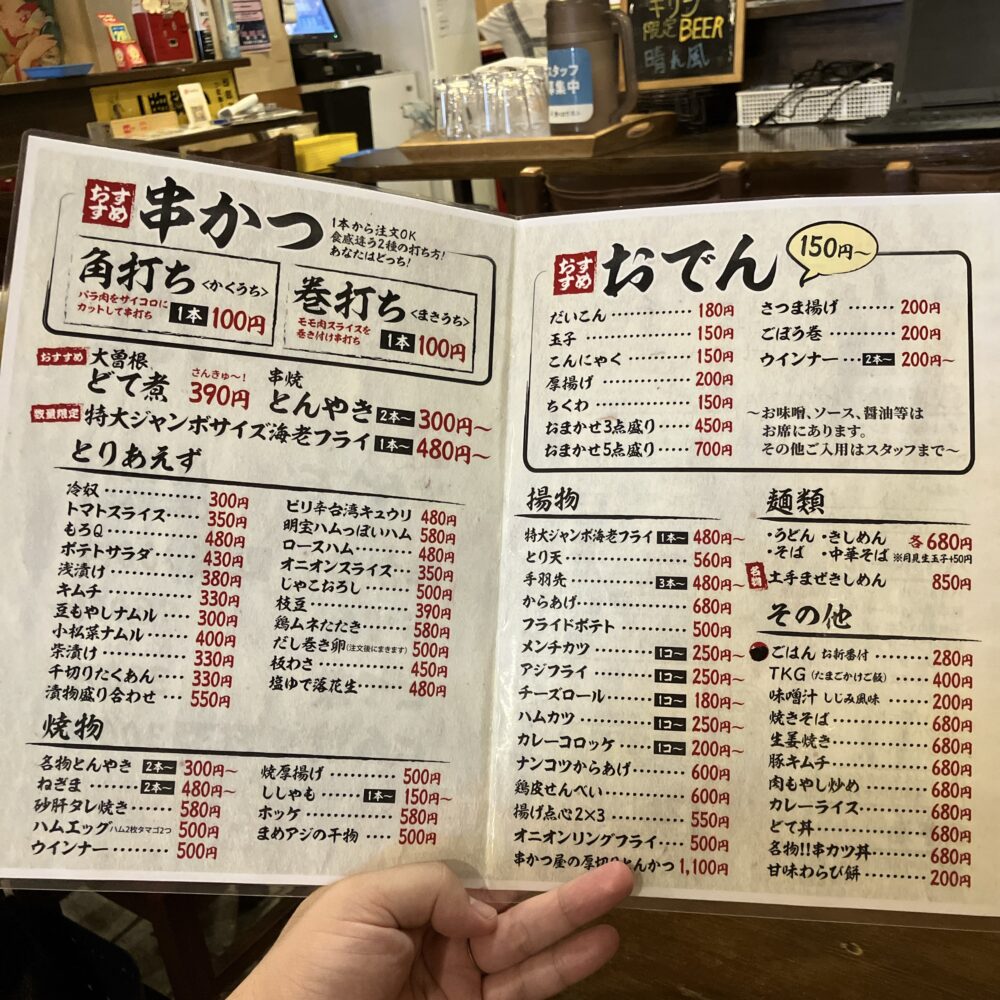 キリン
限定BEER
晴れ風
スタッフ
募集中
おすすめ
串かつ
1本から注文OK
食感違う2種の打ち方!
あなたはどっち!
角打ち<かくうち>
バラ肉をサイコロに
カットして串打ち
1本 100円
巻打ち<まきうち>
モモ肉スライスを
巻き付け串打ち
1本 100円
おすすめ 大曽根
どて煮 さんきゅ〜! 390円
串焼
とんやき 2本〜 300円〜
数量限定 特大ジャンボサイズ海老フライ 1本〜 480円〜
とりあえず
冷奴 300円
トマトスライス 350円
もろQ 480円
ポテトサラダ 430円
浅漬け 380円
キムチ 330円
豆もやしナムル 300円
小松菜ナムル 400円
柴漬け 330円
千切りたくあん 330円
漬物盛り合わせ 550円
ピリ辛台湾キュウリ 480円
明宝ハムっぽいハム 580円
ロースハム 480円
オニオンスライス 350円
じゃこおろし 500円
枝豆 390円
鶏ムネたたき 580円
だし巻き卵(注文後にまきます) 500円
板わさ 450円
塩ゆで落花生 480円
焼物
名物とんやき 2本〜 300円〜
ねぎま 2本〜 480円〜
砂肝タレ焼き 580円
ハムエッグ ハム2枚タマゴ2つ 500円
ウインナー 500円
焼厚揚げ 500円
ししゃも 1本〜 150円〜
ホッケ 580円
まめアジの干物 500円
おすすめ
おでん
150円〜
だいこん 180円
玉子 150円
こんにゃく 150円
厚揚げ 200円
ちくわ 150円
おまかせ3点盛り 450円
おまかせ5点盛り 700円
さつま揚げ 200円
ごぼう巻 200円
ウインナー 2本〜 200円〜
〜お味噌、ソース、醤油等は
お席にあります。
その他ご入用はスタッフまで〜
揚物
特大ジャンボ海老フライ 1本〜 480円〜
とり天 560円
手羽先 3本〜 480円〜
からあげ 680円
フライドポテト 500円
メンチカツ 1コ〜 250円〜
アジフライ 1コ〜 250円〜
チーズロール 1コ〜 180円〜
ハムカツ 1コ〜 250円〜
カレーコロッケ 1コ〜 200円〜
ナンコツからあげ 600円
鶏皮せんべい 600円
揚げ点心2×3 550円
オニオンリングフライ 500円
串かつ屋の厚切りとんかつ 1,100円
麺類
・うどん ・きしめん 各680円
・そば ・中華そば ※月見生玉子+50円
名物 土手まぜきしめん 850円
その他
ごはん お新香付 280円
TKG(たまごかけご飯) 400円
味噌汁 しじみ風味 200円
焼きそば 680円
生姜焼き 680円
豚キムチ 680円
肉もやし炒め 680円
カレーライス 680円
どて丼 680円
名物!!串カツ丼 680円
甘味わらび餅 200円